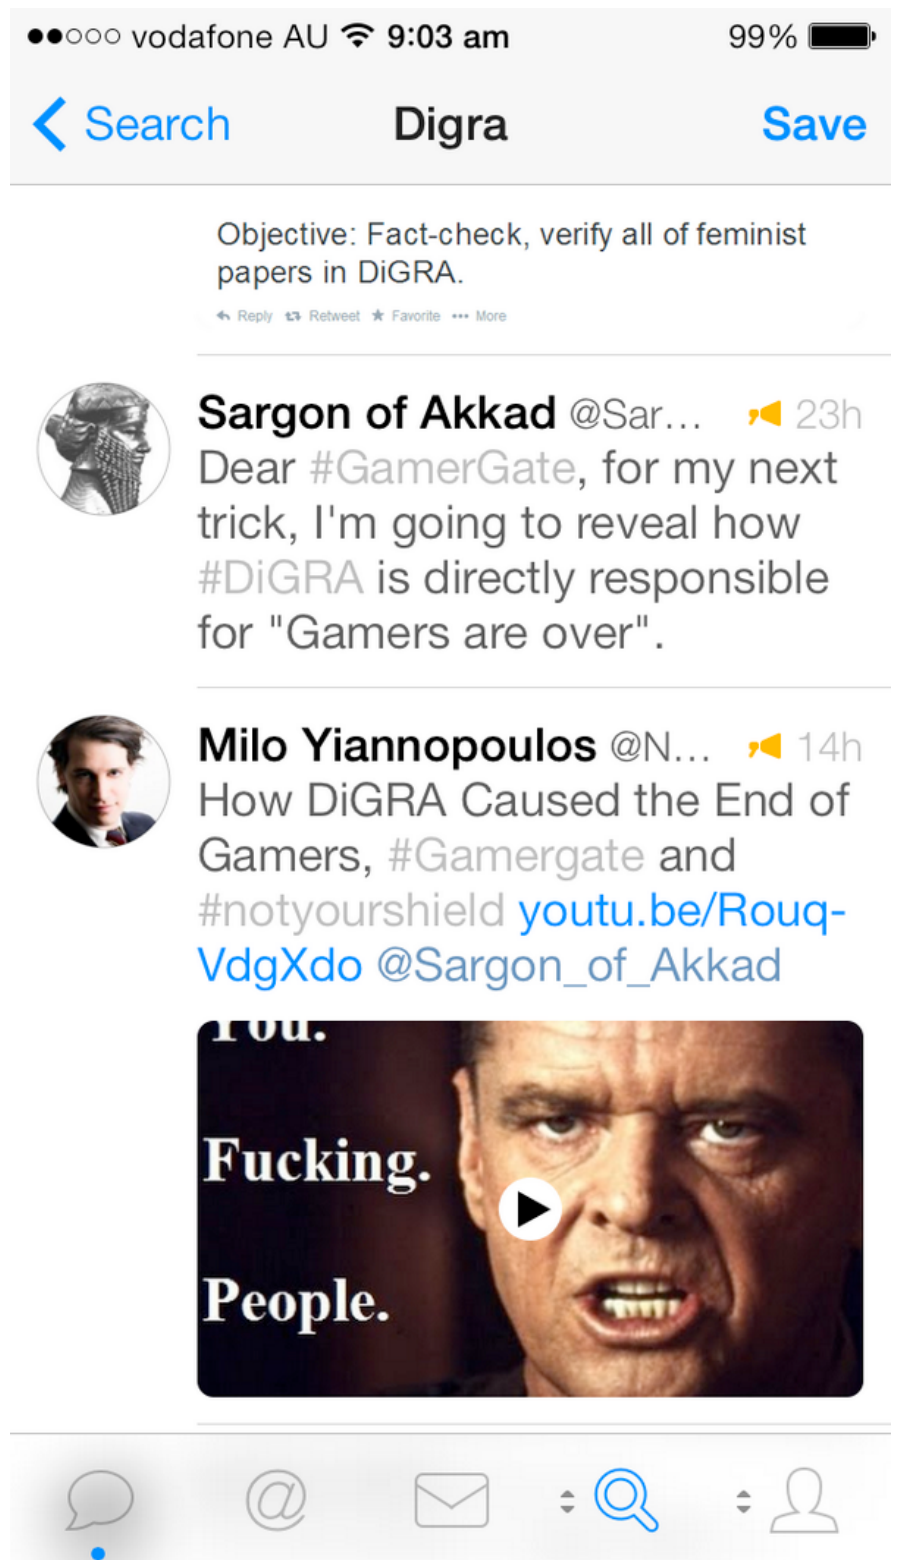 vodafone AU 9:03 am 99%
Search Digra Save
Objective: Fact-check, verify all of feminist
papers in DiGRA.
Reply Retweet Favorite More
Sargon of Akkad @Sar... 23h
Dear #GamerGate, for my next
trick, I'm going to reveal how
#DiGRA is directly responsible
for "Gamers are over".
Milo Yiannopoulos @N... 14h
How DiGRA Caused the End of
Gamers, #Gamergate and
#notyourshield youtu.be/Rouq-
VdgXdo @Sargon_of_Akkad
You.
Fucking.
People.